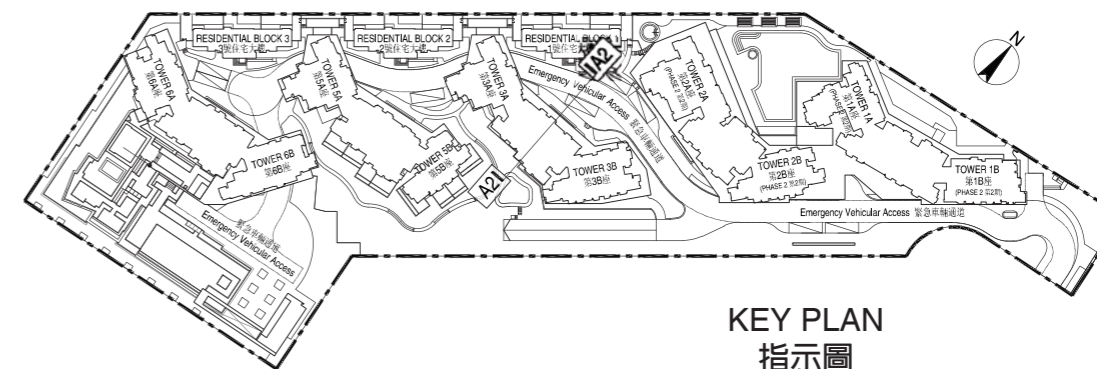 RESIDENTIAL BLOCK 3
3號住宅大樓
RESIDENTIAL BLOCK 2
2號住宅大樓
RESIDENTIAL BLOCK 1
1號住宅大樓
1A2
N
TOWER 6A
第6A座
TOWER 5A
第5A座
TOWER 3A
第3A座
Emergency Vehicular Access 緊急車輛通道
TOWER 2A
第2A座
(PHASE 2 第2期)
TOWER 1A
第1A座
(PHASE 2 第2期)
TOWER 6B
第6B座
TOWER 5B
第5B座
A21
TOWER 3B
第3B座
TOWER 2B
第2B座
(PHASE 2 第2期)
TOWER 1B
第1B座
(PHASE 2 第2期)
Emergency Vehicular Access 緊急車輛通道
緊急車輛通道
Emergency Vehicular Access
KEY PLAN
指示圖